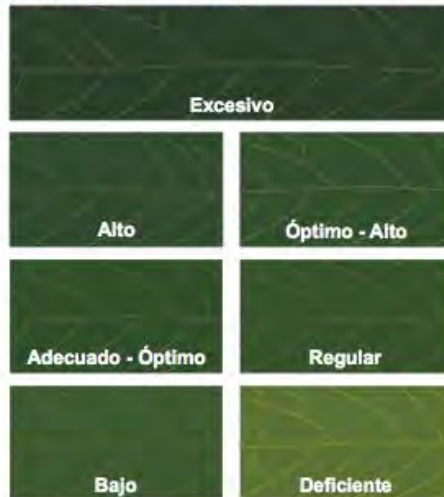 Excesivo
Alto
Óptimo - Alto
Adecuado - Óptimo
Regular
Bajo
Deficiente